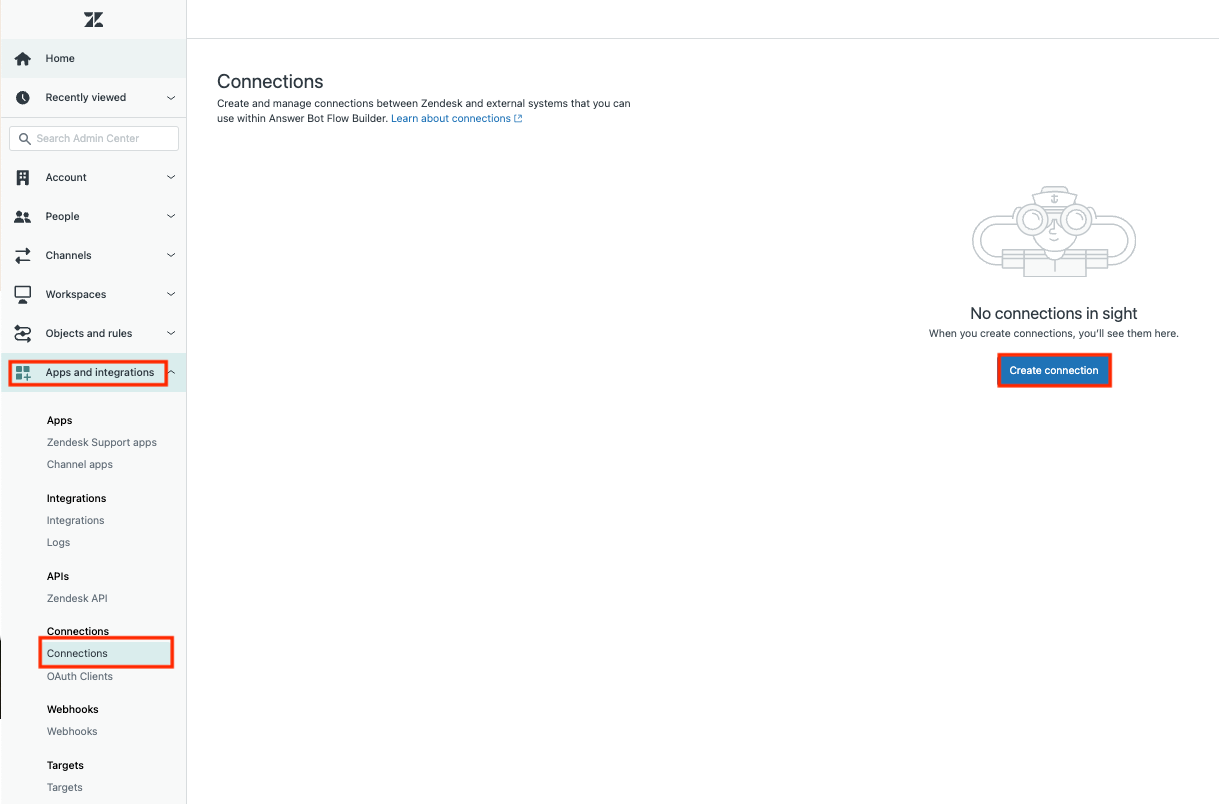 Home
Recently viewed
Search Admin Center
Account
People
Channels
Workspaces
Objects and rules
Apps and integrations
Apps
Zendesk Support apps
Channel apps
Integrations
Integrations
Logs
APIs
Zendesk API
Connections
Connections
OAuth Clients
Webhooks
Webhooks
Targets
Targets
Connections
Create and manage connections between Zendesk and external systems that you can
use within Answer Bot Flow Builder. Learn about connections
No connections in sight
When you create connections, you'll see them here.
Create connection